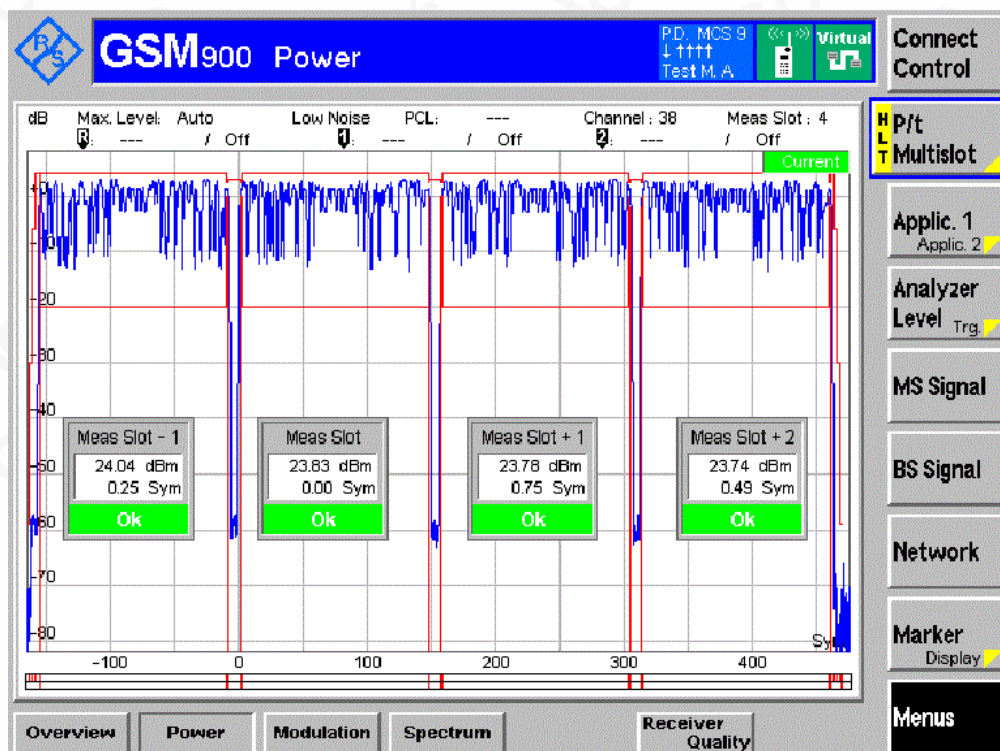 R S
GSM900 Power
P.D. MCS 9
↓↑↑↑↑
Test M. A.
Virtual
Connect
Control
dB Max. Level: Auto Low Noise PCL: --- Channel : 38 Meas Slot : 4
R: --- / Off 1: --- / Off 2: --- / Off
Current
HLT
P/t
Multislot
Applic. 1
Applic. 2
Analyzer
Level Trg.
MS Signal
BS Signal
Network
Marker
Display
Menus
+0
-10
-20
-30
-40
-50
-60
-70
-80
Meas Slot - 1
24.04 dBm
0.25 Sym
Ok
Meas Slot
23.83 dBm
0.00 Sym
Ok
Meas Slot + 1
23.78 dBm
0.75 Sym
Ok
Meas Slot + 2
23.74 dBm
0.49 Sym
Ok
-100 0 100 200 300 400
Overview Power Modulation Spectrum Receiver Quality